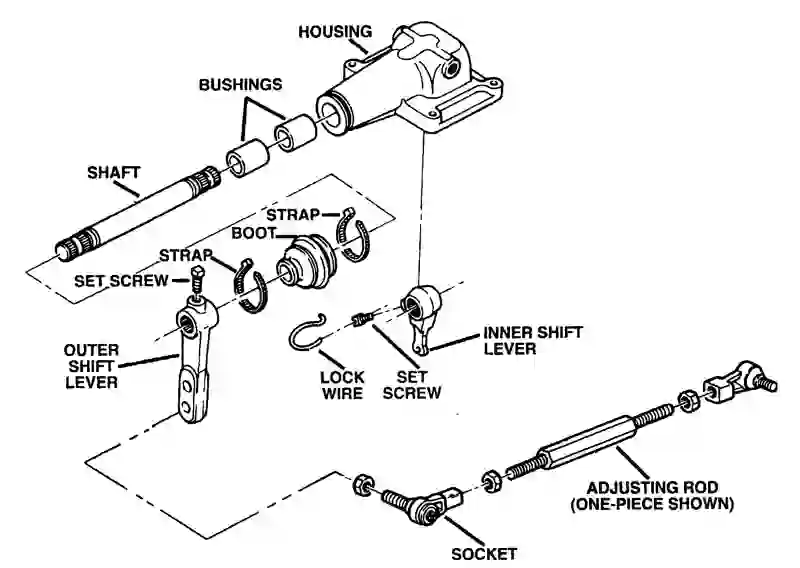 HOUSING
BUSHINGS
SHAFT
STRAP
BOOT
STRAP
SET SCREW
OUTER
SHIFT
LEVER
LOCK
WIRE
SET
SCREW
INNER SHIFT
LEVER
ADJUSTING ROD
(ONE-PIECE SHOWN)
SOCKET